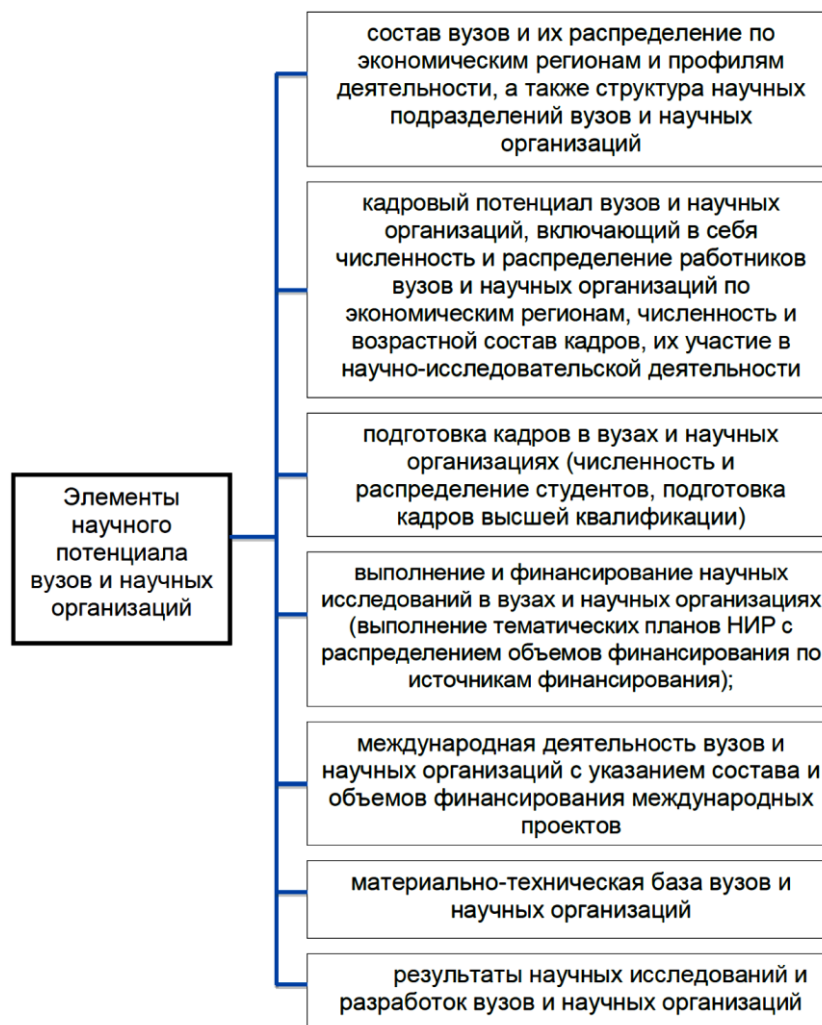 состав вузов и их распределение по
экономическим регионам и профилям
деятельности, а также структура научных
подразделений вузов и научных
организаций
кадровый потенциал вузов и научных
организаций, включающий в себя
численность и распределение работников
вузов и научных организаций по
экономическим регионам, численность и
возрастной состав кадров, их участие в
научно-исследовательской деятельности
подготовка кадров в вузах и научных
организациях (численность и
распределение студентов, подготовка
кадров высшей квалификации)
Элементы
научного
потенциала
вузов и научных
организаций
выполнение и финансирование научных
исследований в вузах и научных организациях
(выполнение тематических планов НИР с
распределением объемов финансирования по
источникам финансирования);
международная деятельность вузов и
научных организаций с указанием состава и
объемов финансирования международных
проектов
материально-техническая база вузов и
научных организаций
результаты научных исследований и
разработок вузов и научных организаций